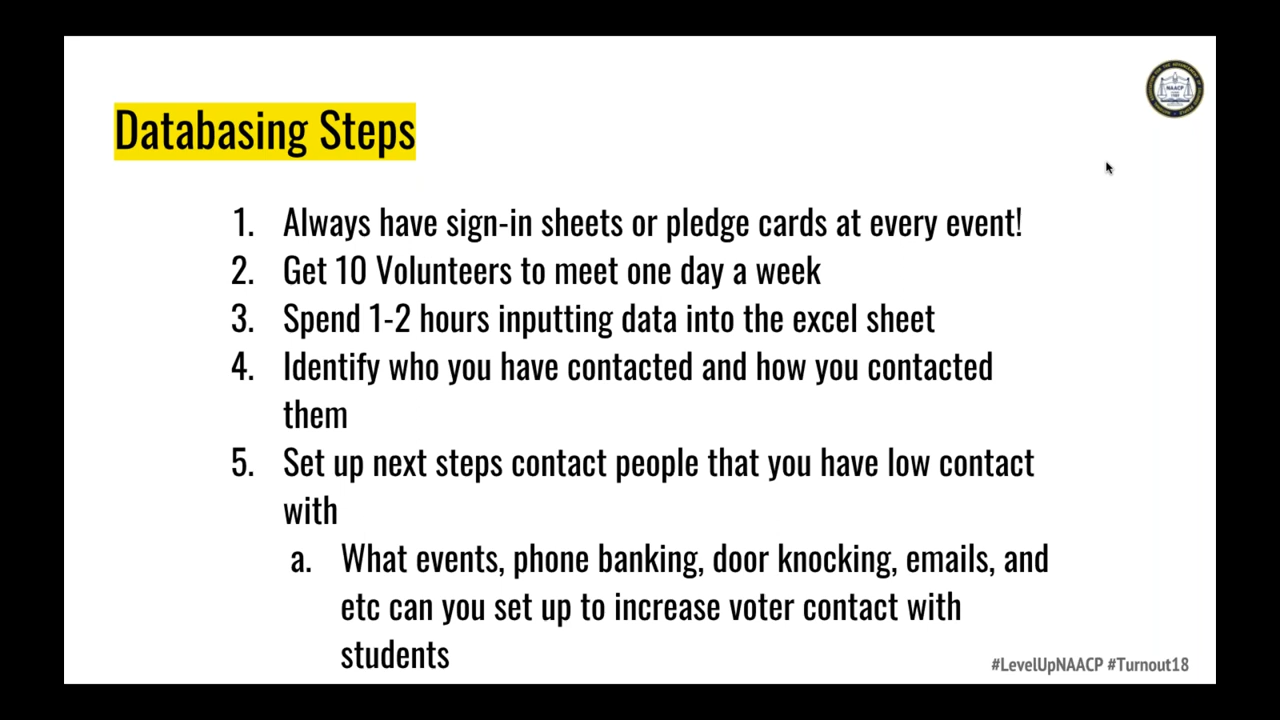 Databasing Steps
NAACP
1. Always have sign-in sheets or pledge cards at every event!
2. Get 10 Volunteers to meet one day a week
3. Spend 1-2 hours inputting data into the excel sheet
4. Identify who you have contacted and how you contacted
them
5. Set up next steps contact people that you have low contact
with
a. What events, phone banking, door knocking, emails, and
etc can you set up to increase voter contact with
students
#LevelUpNAACP #Turnout18